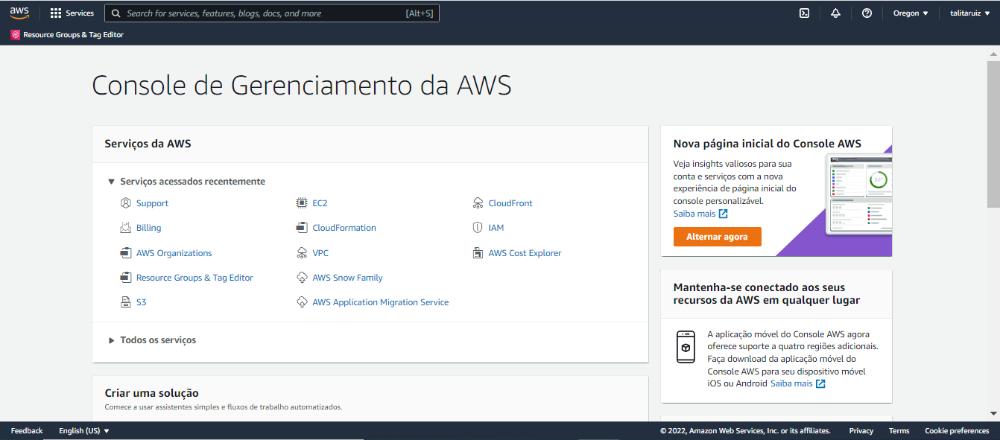 aws
Services
Search for services, features, blogs, docs, and more [Alt+S]
Oregon ▼
talitaruiz ▼
Resource Groups & Tag Editor
Console de Gerenciamento da AWS
Serviços da AWS
▼ Serviços acessados recentemente
Support
EC2
CloudFront
Billing
CloudFormation
IAM
AWS Organizations
VPC
AWS Cost Explorer
Resource Groups & Tag Editor
AWS Snow Family
S3
AWS Application Migration Service
▶ Todos os serviços
Criar uma solução
Comece a usar assistentes simples e fluxos de trabalho automatizados.
Nova página inicial do Console AWS
Veja insights valiosos para sua
conta e serviços com a nova
experiência de página inicial do
console personalizável.
Saiba mais
Alternar agora
Mantenha-se conectado aos seus
recursos da AWS em qualquer lugar
A aplicação móvel do Console AWS agora
oferece suporte a quatro regiões adicionais.
Faça download da aplicação móvel do
Console AWS para seu dispositivo móvel
iOS ou Android Saiba mais
Feedback
English (US) ▼
© 2022, Amazon Web Services, Inc. or its affiliates.
Privacy
Terms
Cookie preferences